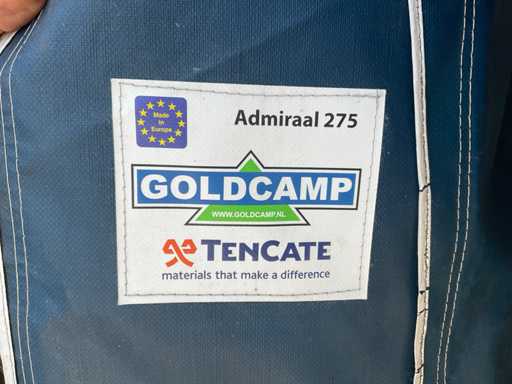 Made
in
Europe
Admiraal 275
GOLDCAMP
WWW.GOLDCAMP.NL
TENCATE
materials that make a difference